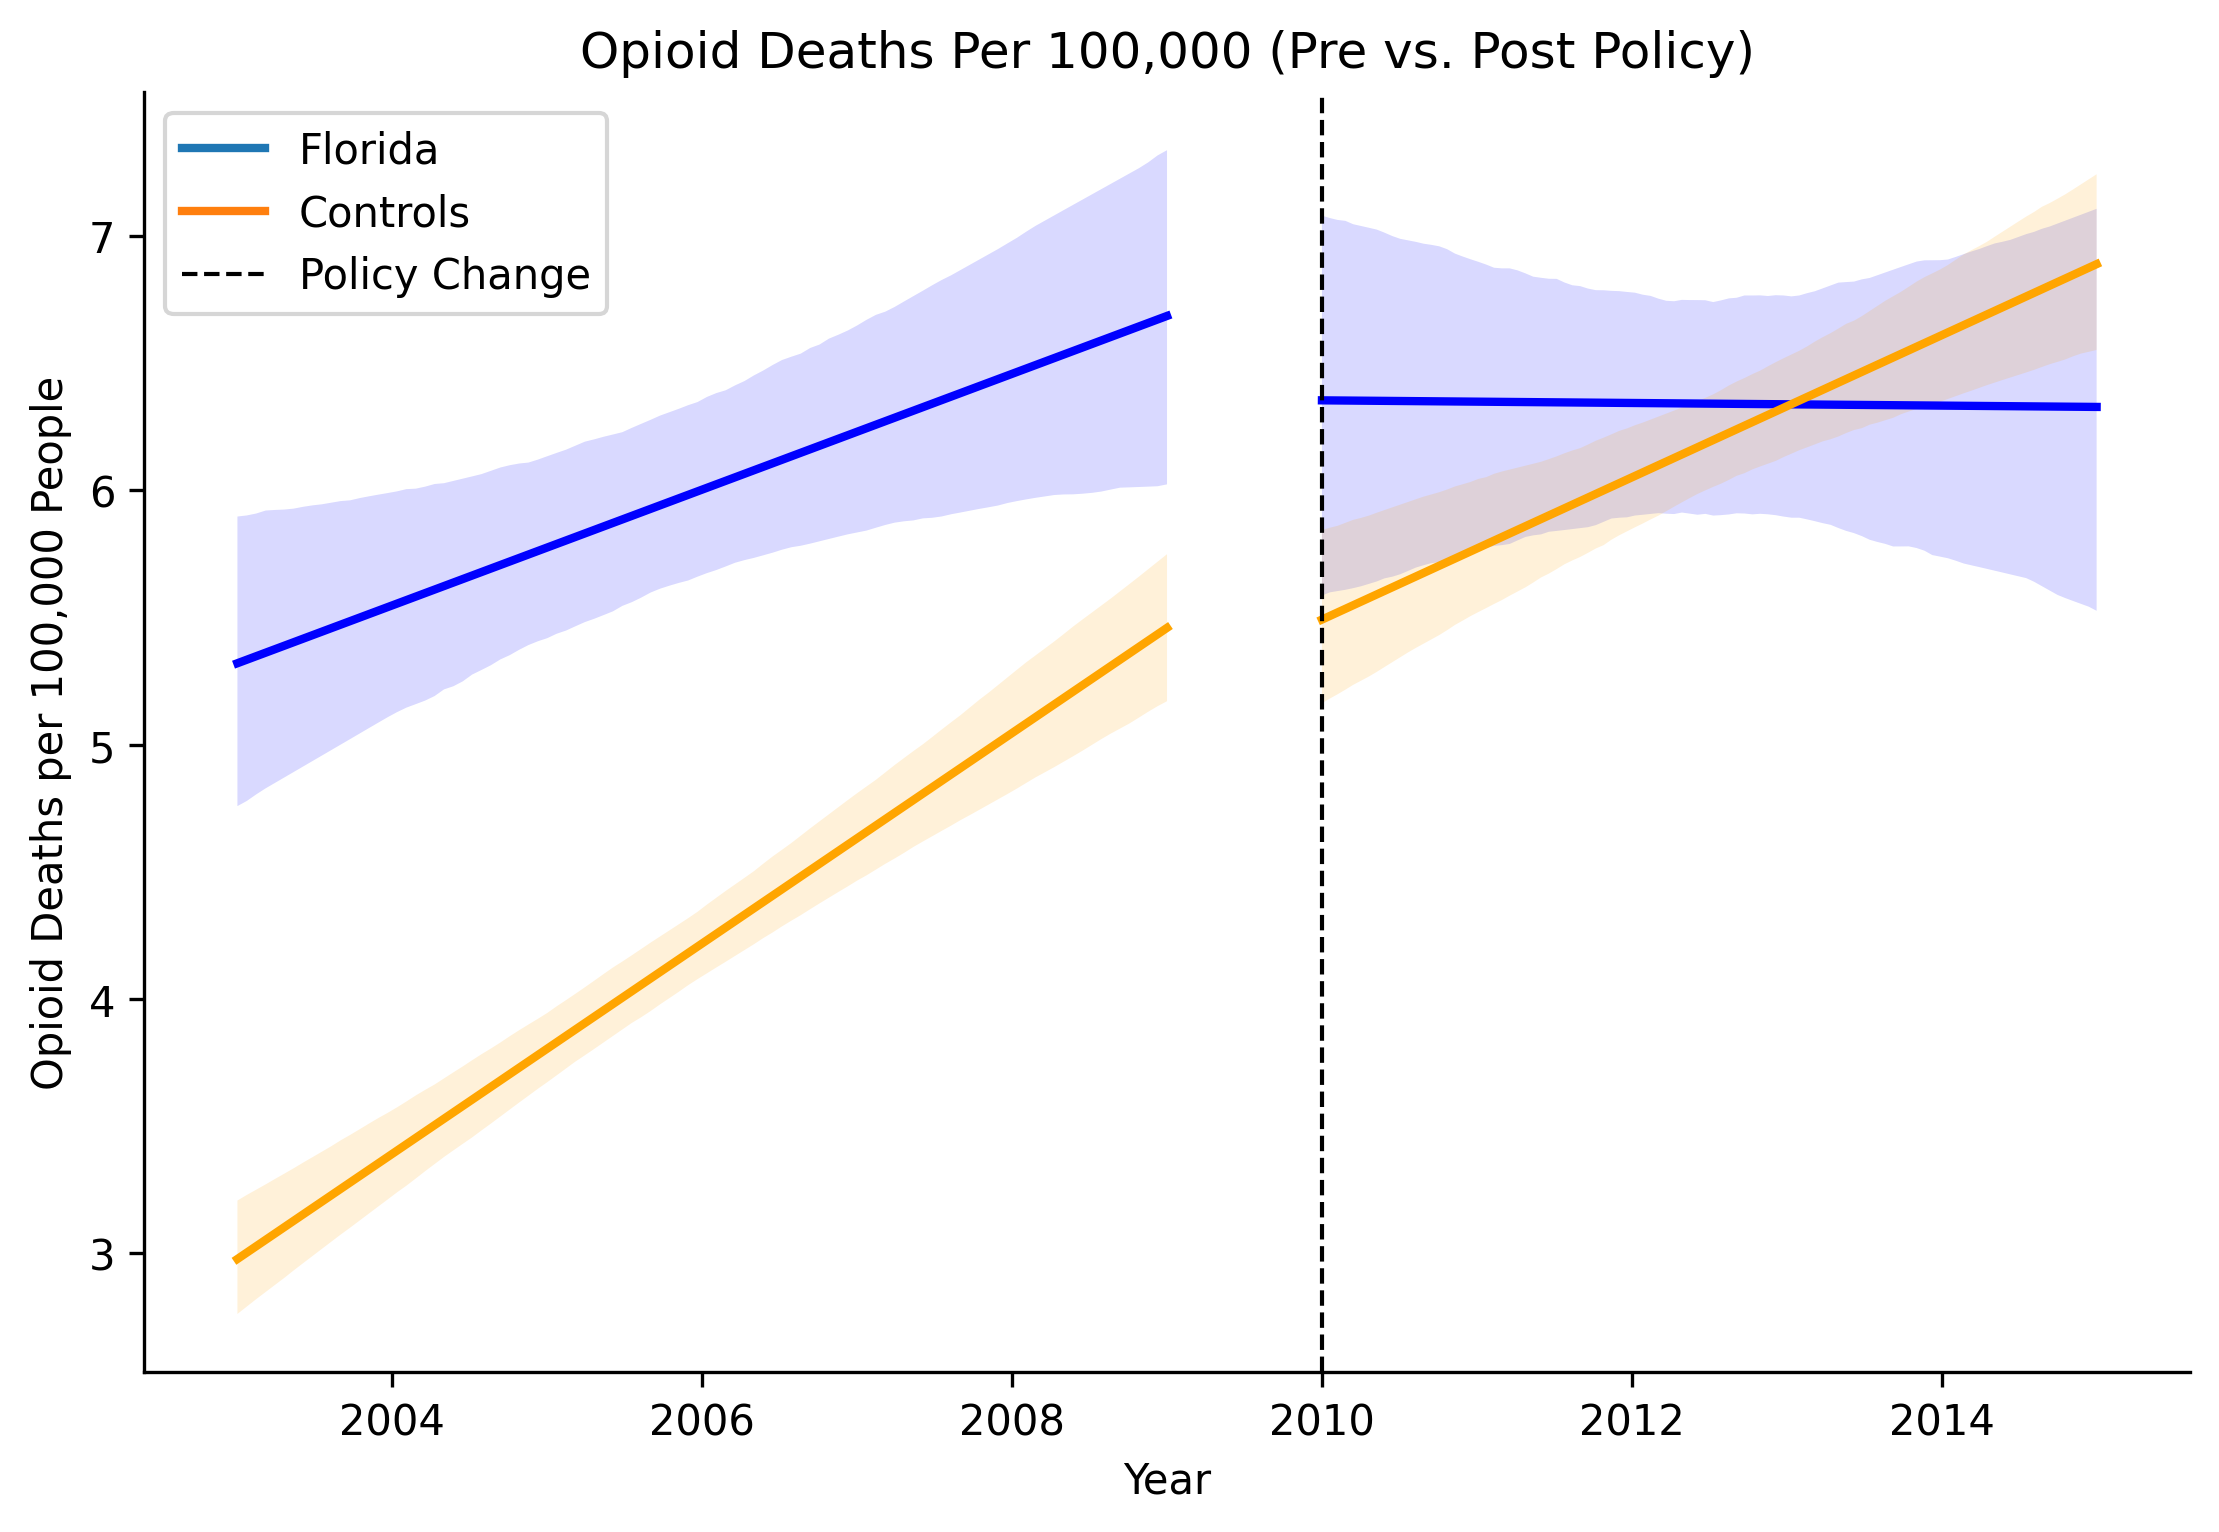 Opioid Deaths Per 100,000 (Pre vs. Post Policy)
Florida
Controls
Policy Change
Opioid Deaths per 100,000 People
7
6
5
4
3
2004 2006 2008 2010 2012 2014
Year